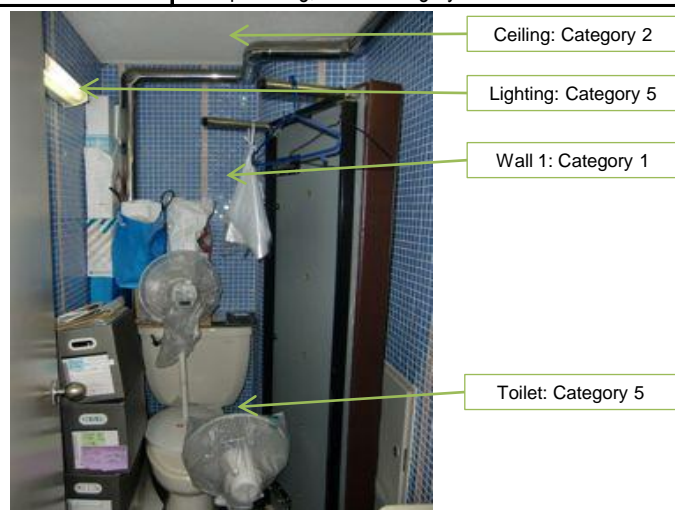 Ceiling: Category 2
Lighting: Category 5
Wall 1: Category 1
Toilet: Category 5